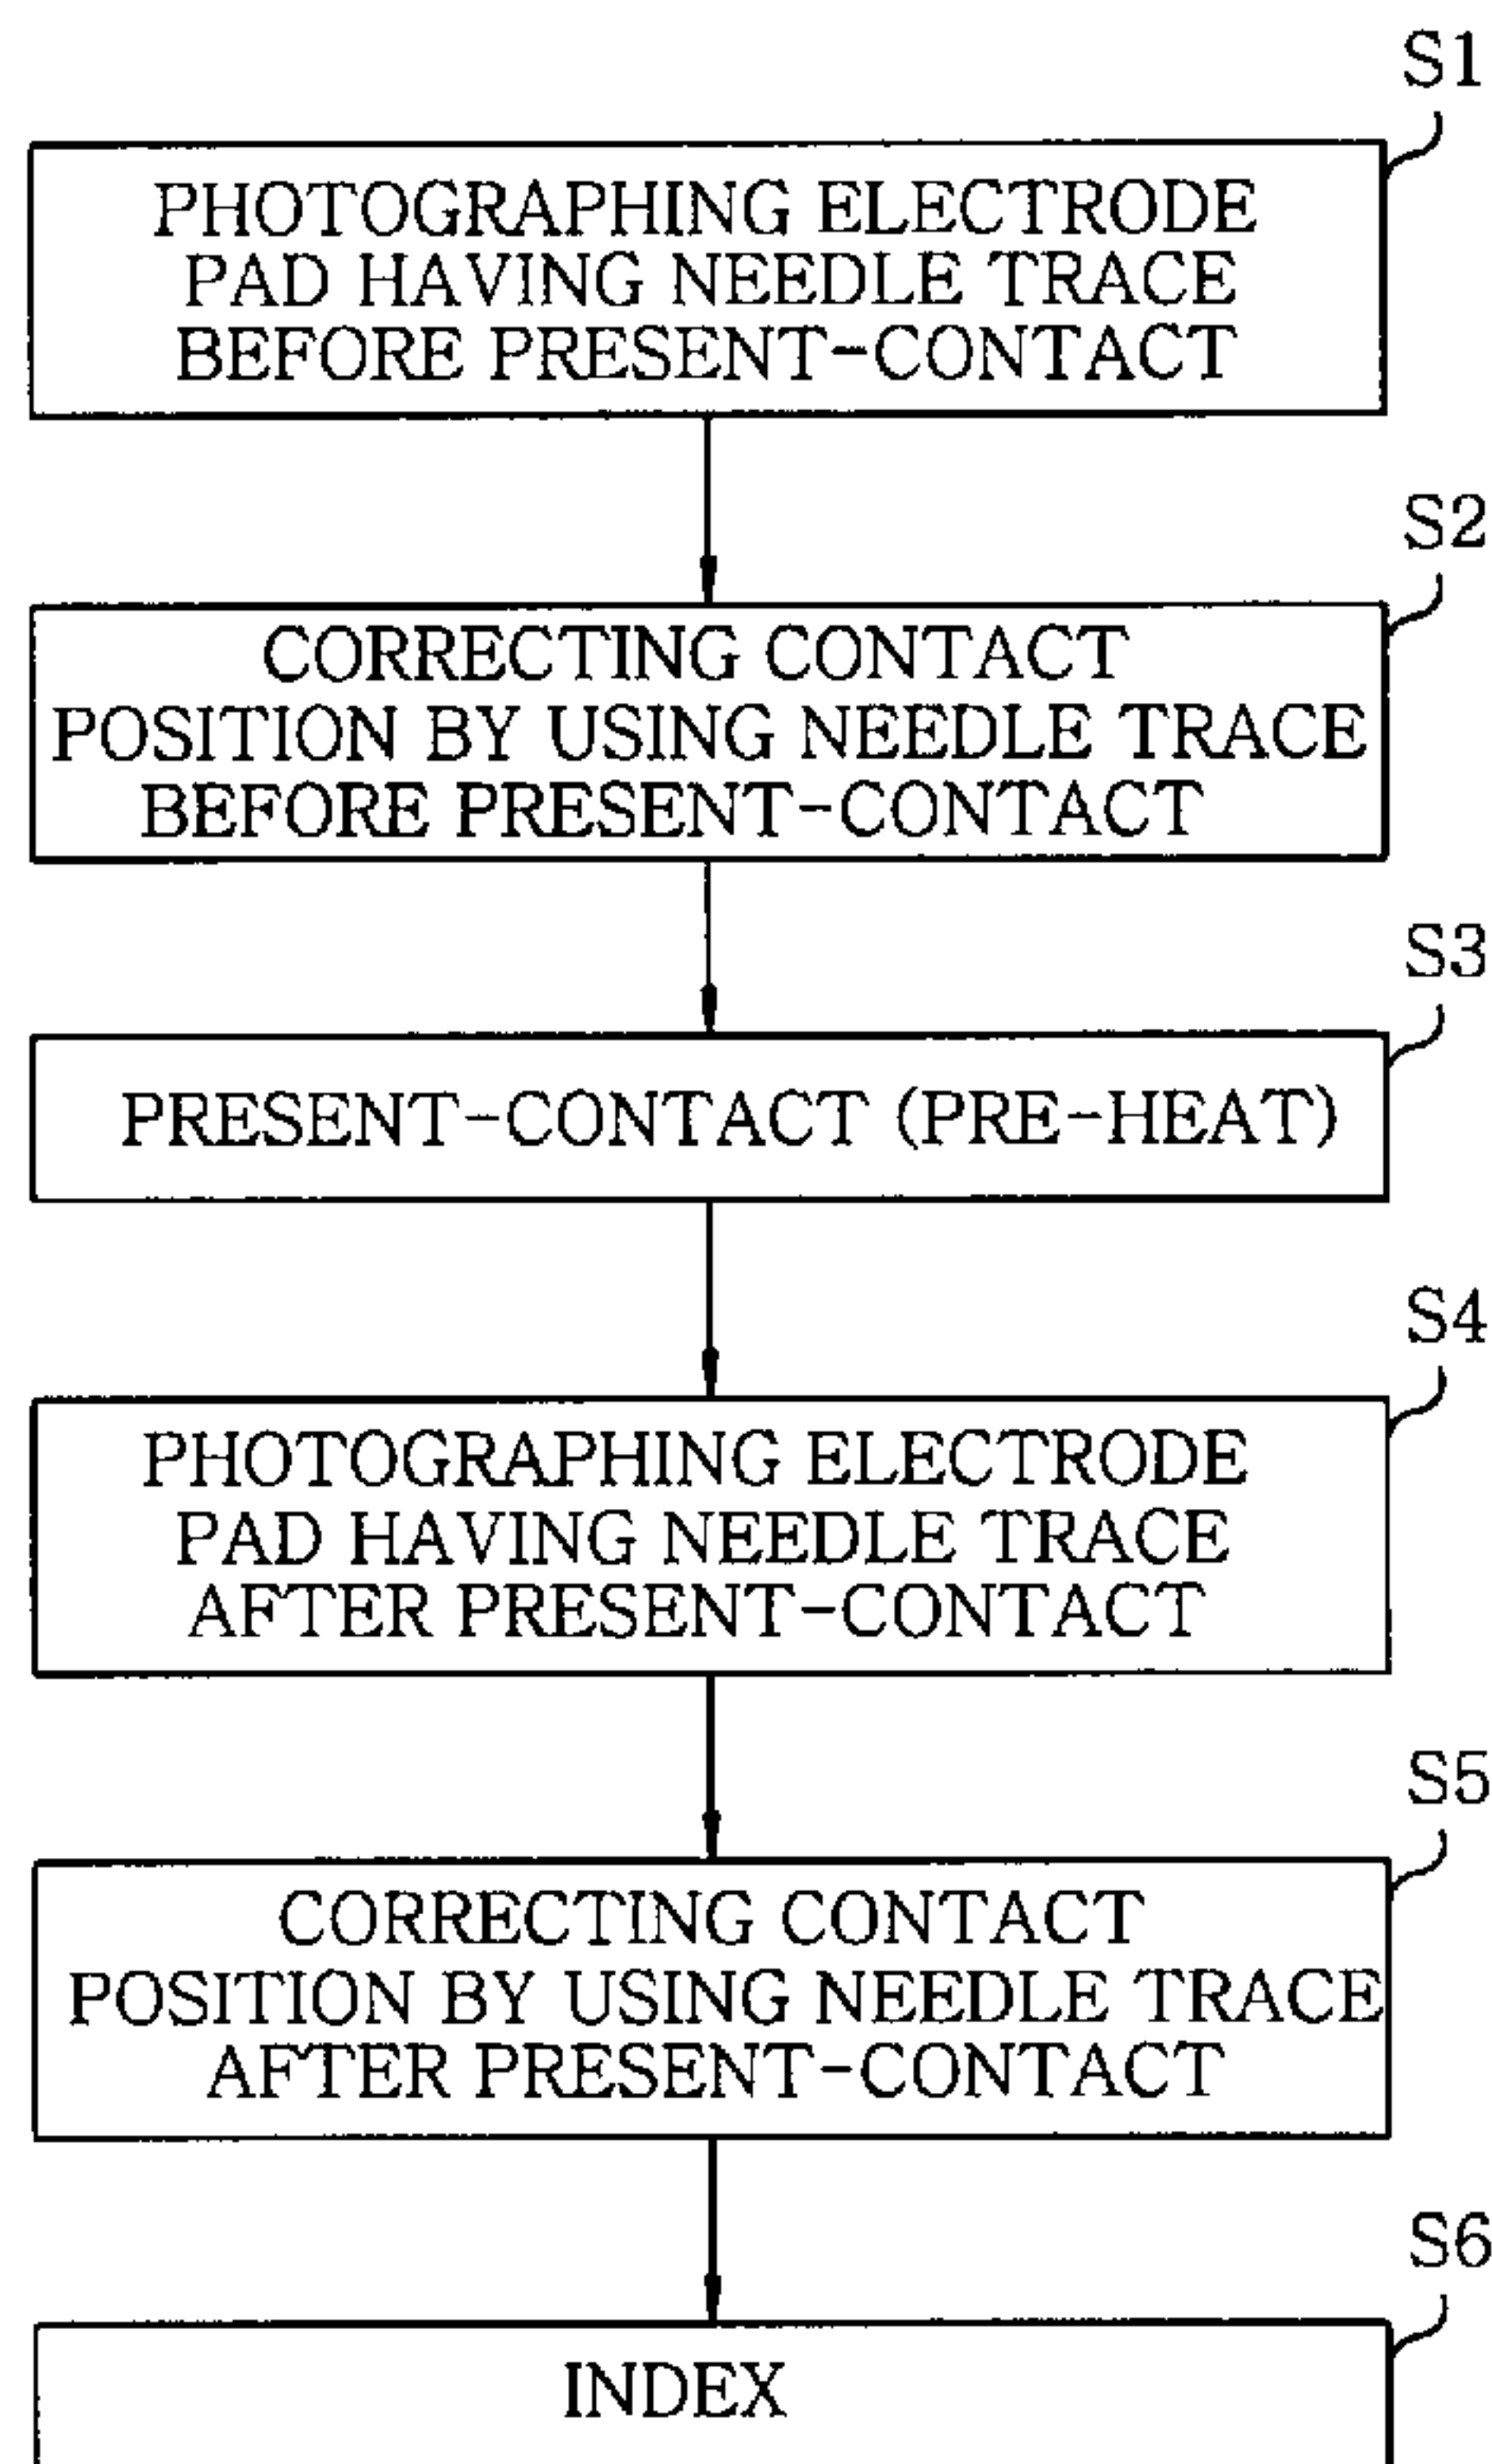 S1
PHOTOGRAPHING ELECTRODE
PAD HAVING NEEDLE TRACE
BEFORE PRESENT-CONTACT
S2
CORRECTING CONTACT
POSITION BY USING NEEDLE TRACE
BEFORE PRESENT-CONTACT
S3
PRESENT-CONTACT (PRE-HEAT)
S4
PHOTOGRAPHING ELECTRODE
PAD HAVING NEEDLE TRACE
AFTER PRESENT-CONTACT
S5
CORRECTING CONTACT
POSITION BY USING NEEDLE TRACE
AFTER PRESENT-CONTACT
S6
INDEX